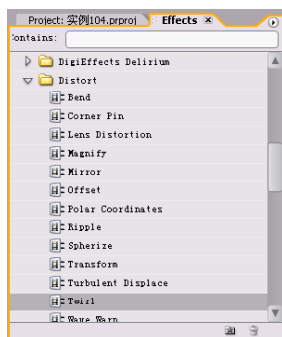 Project: 实例104.prproj Effects ×
Contains:
DigiEffects Delirium
Distort
Bend
Corner Pin
Lens Distortion
Magnify
Mirror
Offset
Polar Coordinates
Ripple
Spherize
Transform
Turbulent Displace
Twirl
Wave Warp